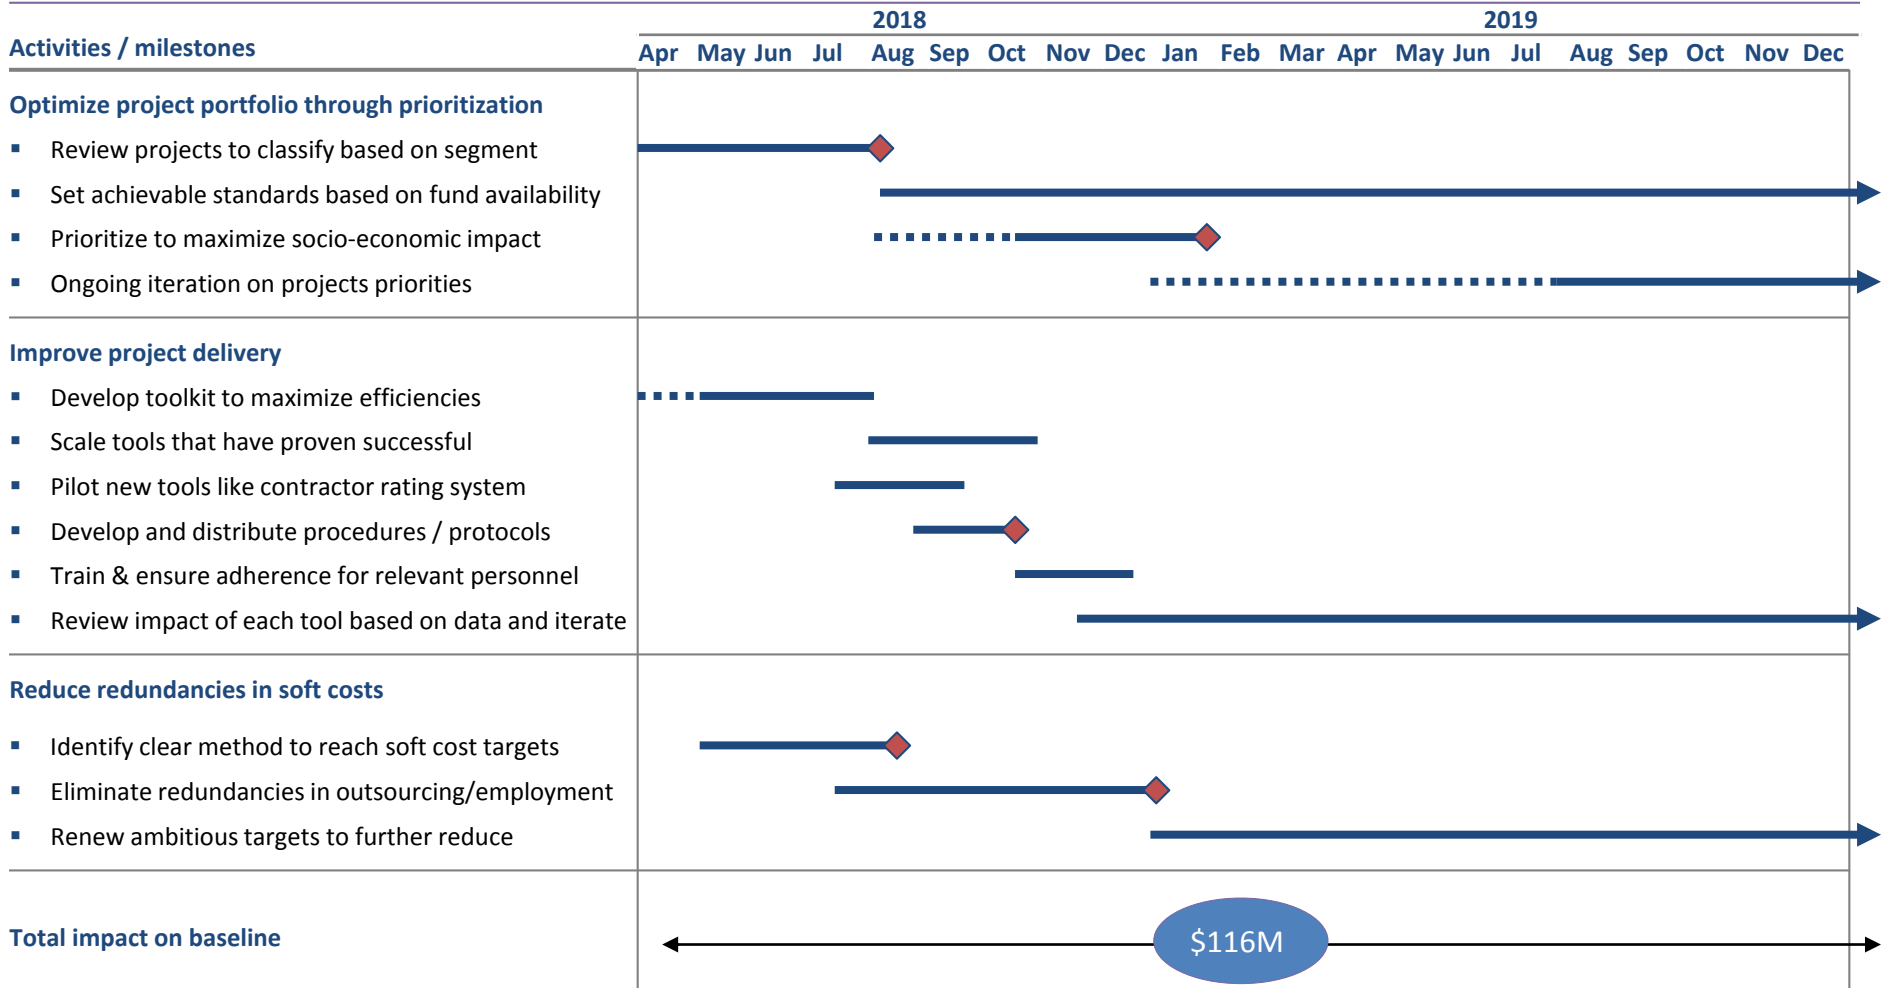 2018 2019
Activities / milestones
Apr May Jun Jul Aug Sep Oct Nov Dec Jan Feb Mar Apr May Jun Jul Aug Sep Oct Nov Dec
Optimize project portfolio through prioritization
▪ Review projects to classify based on segment
▪ Set achievable standards based on fund availability
▪ Prioritize to maximize socio-economic impact
▪ Ongoing iteration on projects priorities
Improve project delivery
▪ Develop toolkit to maximize efficiencies
▪ Scale tools that have proven successful
▪ Pilot new tools like contractor rating system
▪ Develop and distribute procedures / protocols
▪ Train & ensure adherence for relevant personnel
▪ Review impact of each tool based on data and iterate
Reduce redundancies in soft costs
▪ Identify clear method to reach soft cost targets
▪ Eliminate redundancies in outsourcing/employment
▪ Renew ambitious targets to further reduce
Total impact on baseline
$116M